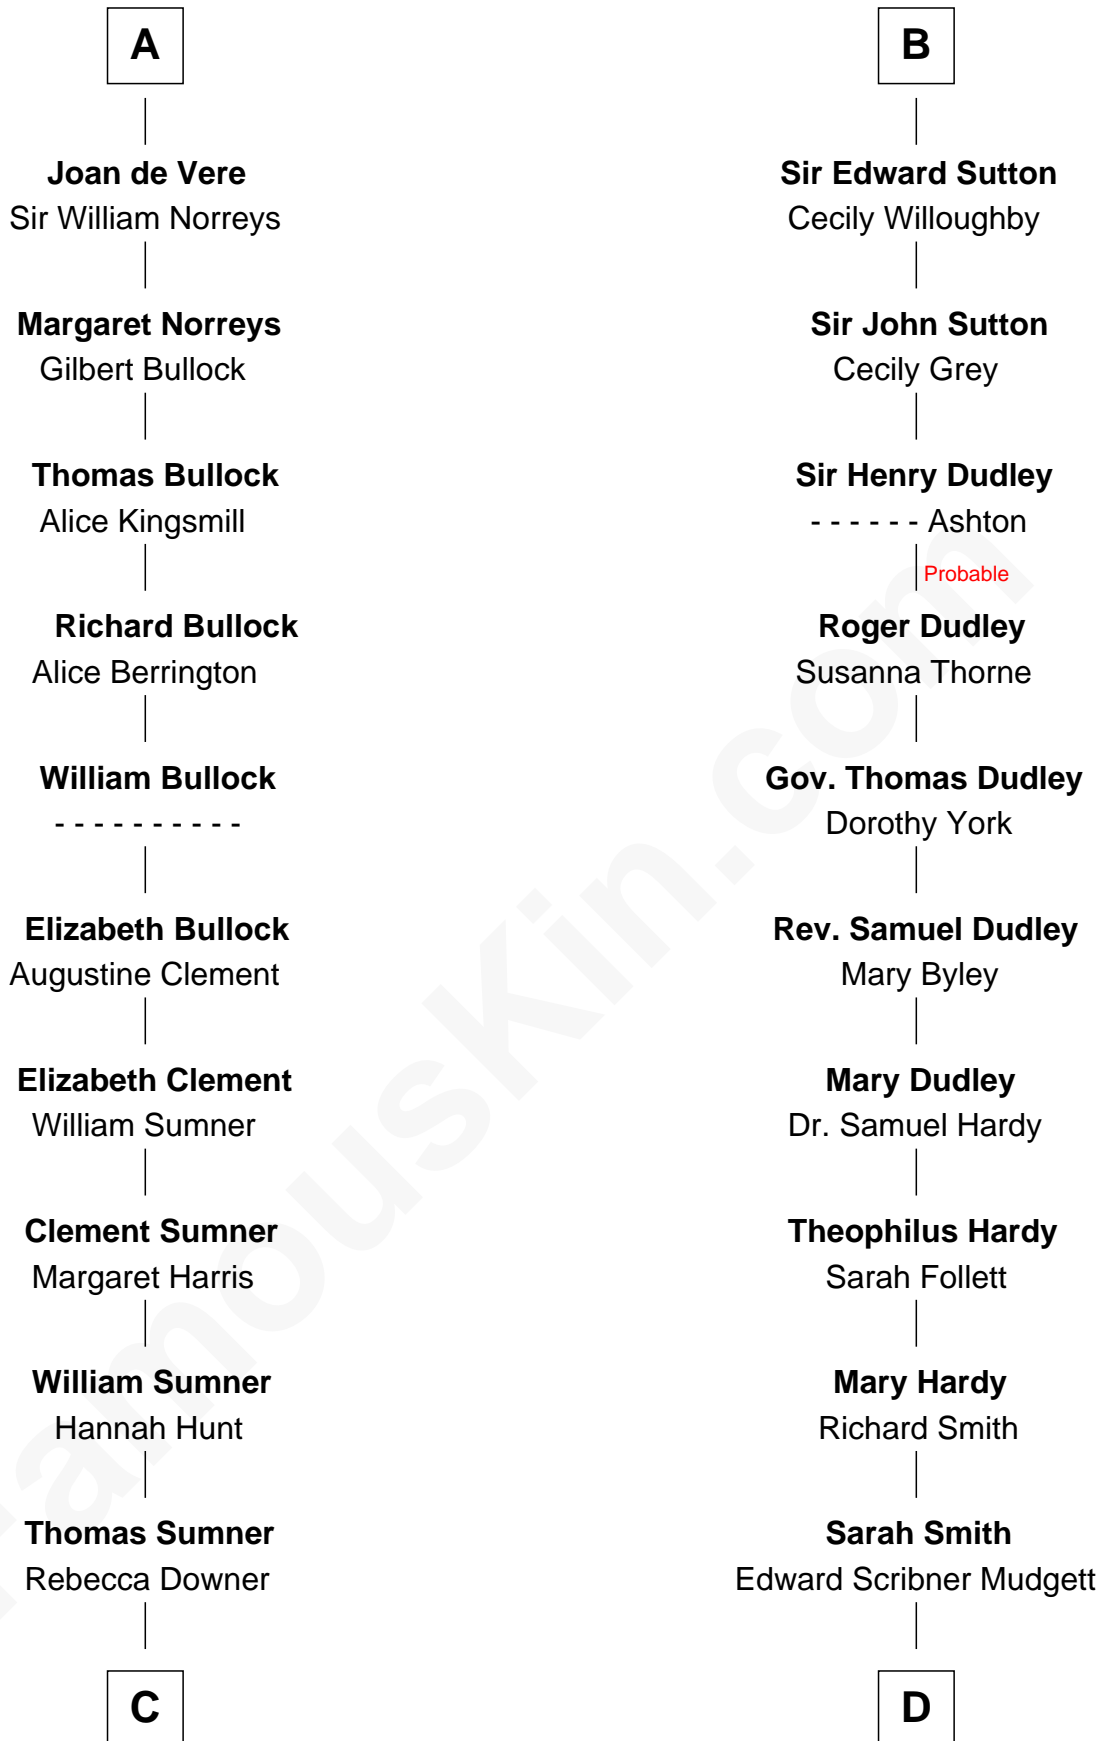 A
Joan de Vere
Sir William Norreys
Margaret Norreys
Gilbert Bullock
Thomas Bullock
Alice Kingsmill
Richard Bullock
Alice Berrington
William Bullock
- - - - - - - - - -
Elizabeth Bullock
Augustine Clement
Elizabeth Clement
William Sumner
Clement Sumner
Margaret Harris
William Sumner
Hannah Hunt
Thomas Sumner
Rebecca Downer
C
B
Sir Edward Sutton
Cecily Willoughby
Sir John Sutton
Cecily Grey
Sir Henry Dudley
- - - - - - Ashton
Probable
Roger Dudley
Susanna Thorne
Gov. Thomas Dudley
Dorothy York
Rev. Samuel Dudley
Mary Byley
Mary Dudley
Dr. Samuel Hardy
Theophilus Hardy
Sarah Follett
Mary Hardy
Richard Smith
Sarah Smith
Edward Scribner Mudgett
D
FamousKin.com